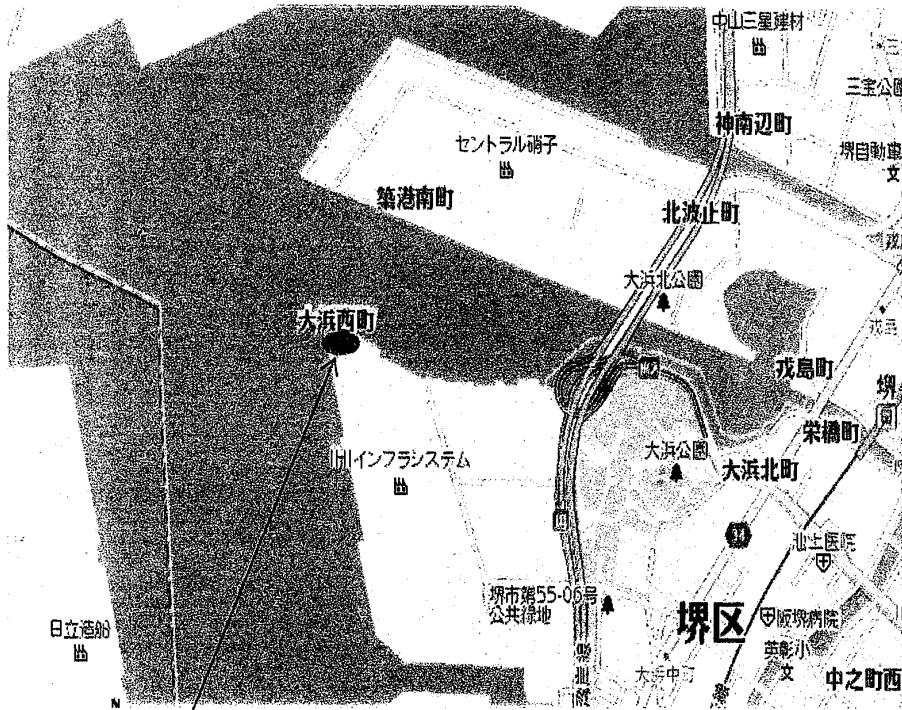 中山三星建材
三宝公園
神南辺町
堺自動車
文
セントラル硝子
築港南町
北波止町
大浜北公園
大浜西町
戎島町
堺
栄橋町
大浜公園
大浜北町
IHIインフラシステム
堺市第55-06号
公共緑地
堺区
阪堺病院
英彰小
文
日立造船
大浜中町
中之町西
N